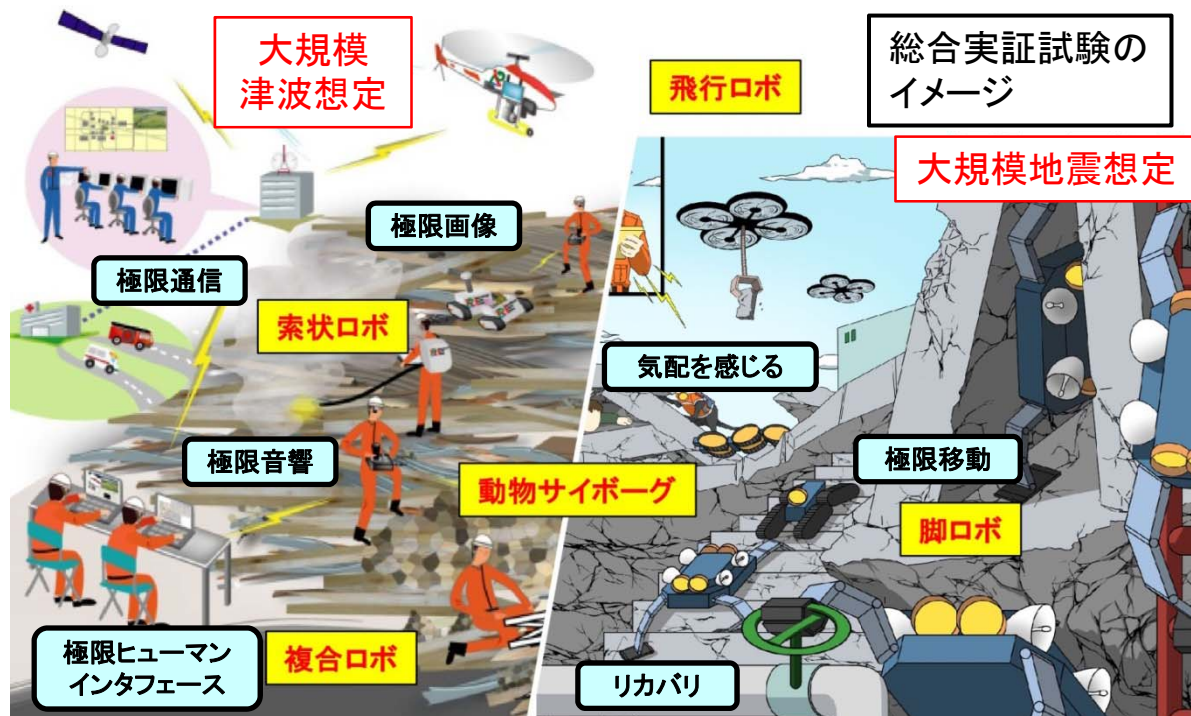 大規模
津波想定
総合実証試験の
イメージ
飛行ロボ
大規模地震想定
極限画像
極限通信
索状ロボ
気配を感じる
極限音響
極限移動
動物サイボーグ
脚ロボ
極限ヒューマン
インタフェース
複合ロボ
リカバリ